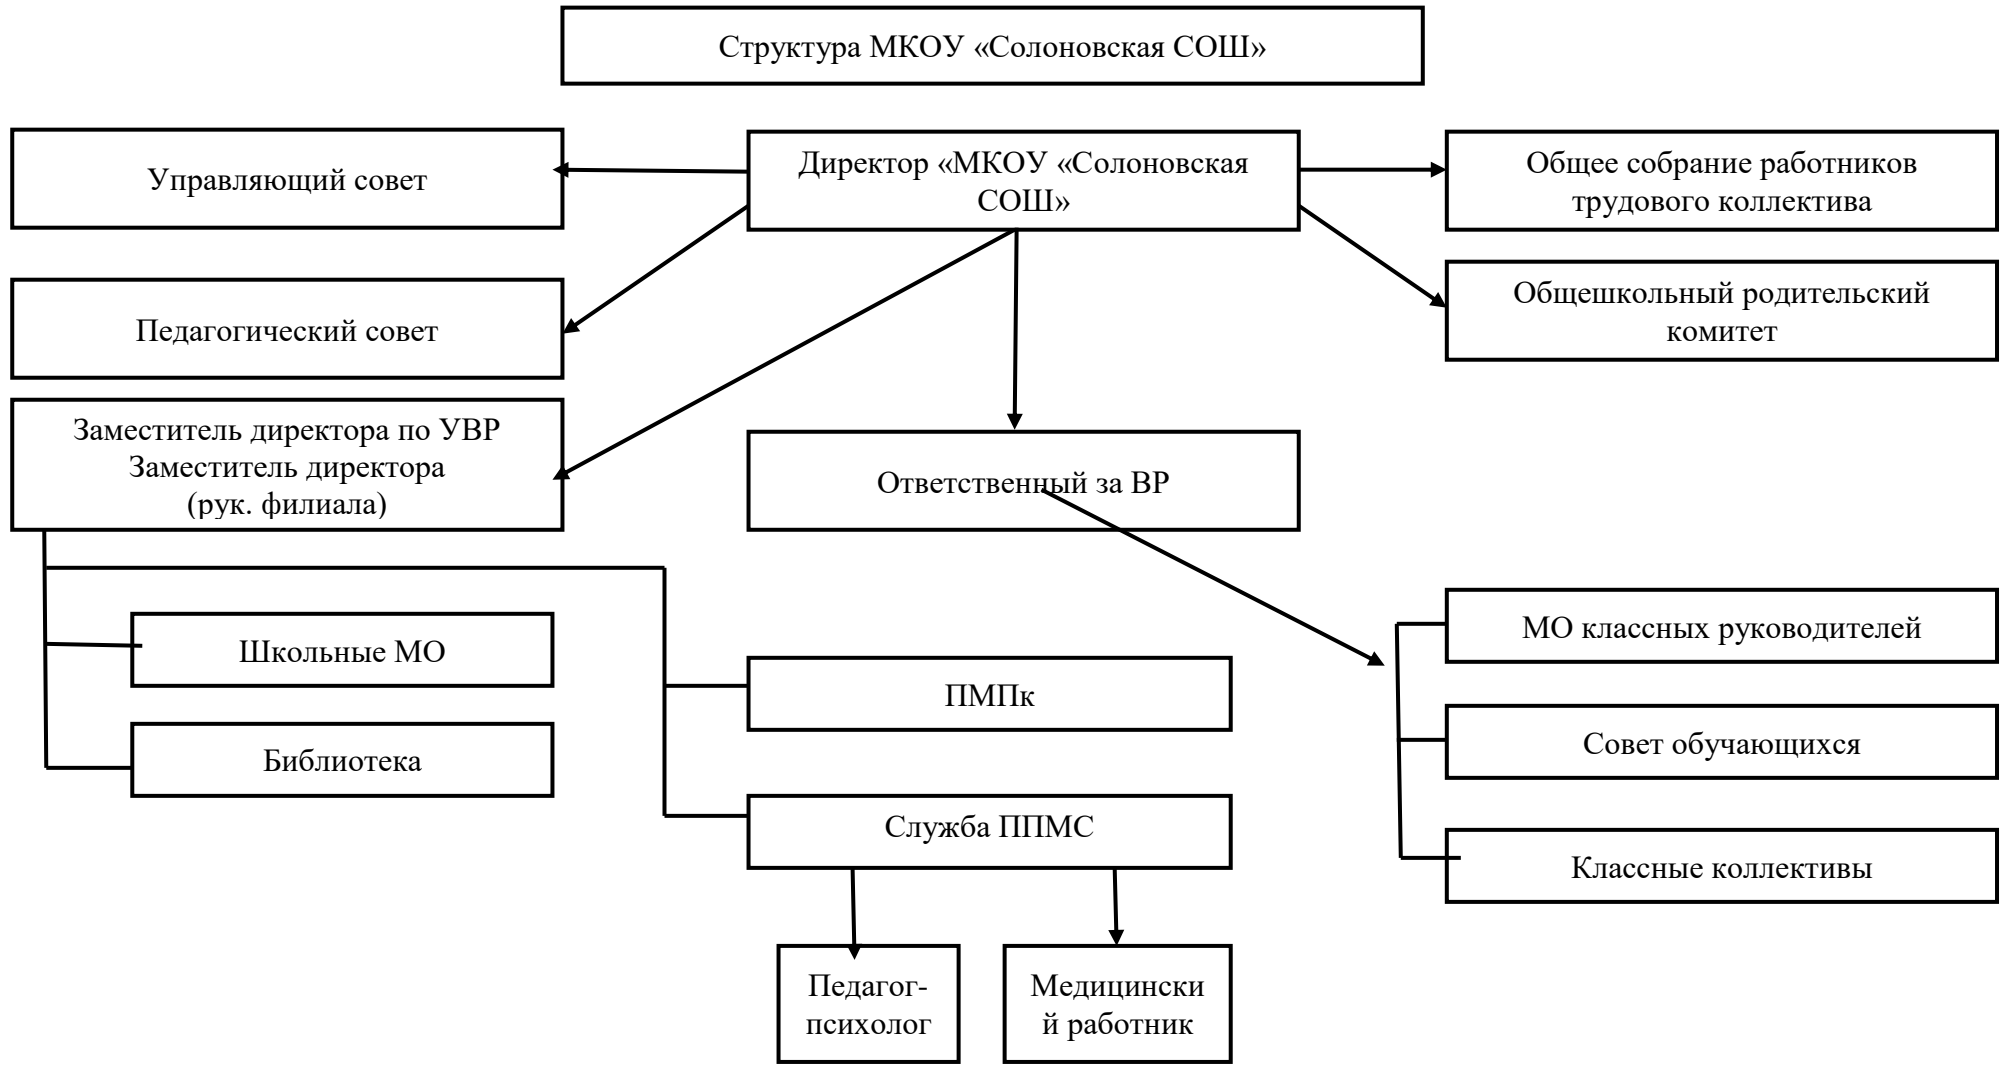 Структура МКОУ «Солоновская СОШ»
Управляющий совет
Директор «МКОУ «Солоновская
СОШ»
Общее собрание работников
трудового коллектива
Педагогический совет
Общешкольный родительский
комитет
Заместитель директора по УВР
Заместитель директора
(рук. филиала)
Ответственный за ВР
Школьные МО
Библиотека
ПМПк
Служба ППМС
Педагог-
психолог
Медицински
й работник
МО классных руководителей
Совет обучающихся
Классные коллективы